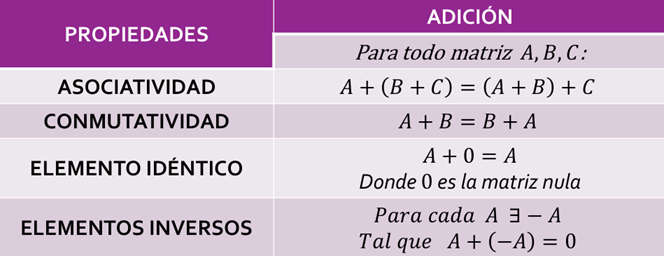 PROPIEDADES
ADICIÓN
Para todo matriz A, B, C:
ASOCIATIVIDAD
A + (B + C) = (A + B) + C
CONMUTATIVIDAD
A + B = B + A
ELEMENTO IDÉNTICO
A + 0 = A
Donde 0 es la matriz nula
ELEMENTOS INVERSOS
Para cada A ∃ − A
Tal que A + (−A) = 0